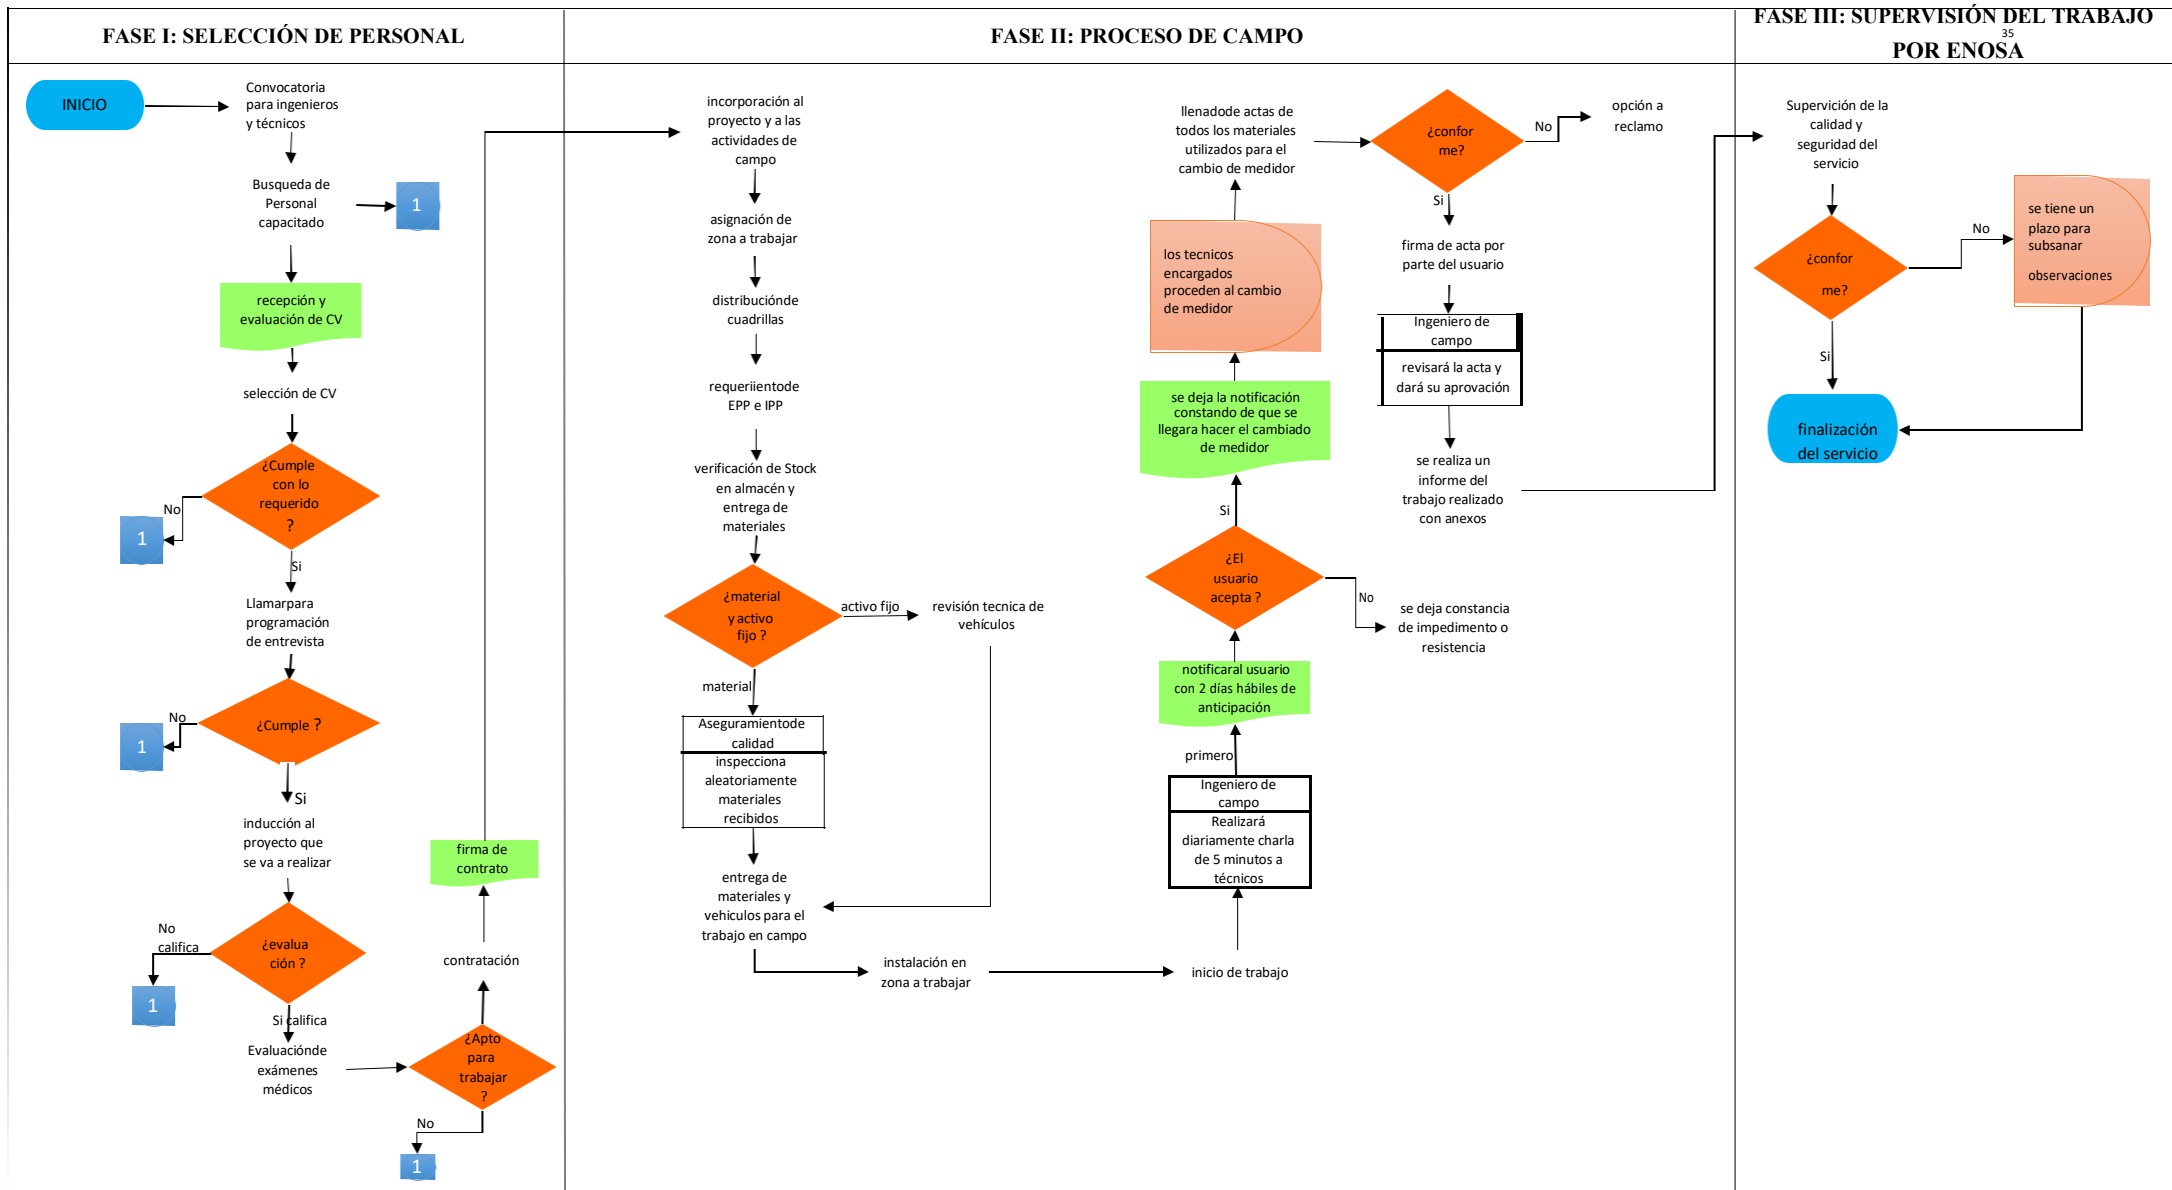 FASE I: SELECCIÓN DE PERSONAL
FASE II: PROCESO DE CAMPO
FASE III: SUPERVISIÓN DEL TRABAJO
35
POR ENOSA
INICIO
Convocatoria
para ingenieros
y técnicos
Busqueda de
Personal
capacitado
1
recepción y
evaluación de CV
selección de CV
¿Cumple
con lo
requerido
?
No
1
Si
Llamarpara
programación
de entrevista
¿Cumple ?
No
1
Si
inducción al
proyecto que
se va a realizar
¿evalua
ción ?
No
califica
1
Si califica
Evaluaciónde
exámenes
médicos
¿Apto
para
trabajar
?
No
1
contratación
firma de
contrato
incorporación al
proyecto y a las
actividades de
campo
asignación de
zona a trabajar
distribuciónde
cuadrillas
requeriientode
EPP e IPP
verificación de Stock
en almacén y
entrega de
materiales
¿material
y activo
fijo ?
activo fijo
revisión tecnica de
vehículos
material
Aseguramientode
calidad
inspecciona
aleatoriamente
materiales
recibidos
entrega de
materiales y
vehiculos para el
trabajo en campo
instalación en
zona a trabajar
inicio de trabajo
Ingeniero de
campo
Realizará
diariamente charla
de 5 minutos a
técnicos
primero
notificaral usuario
con 2 días hábiles de
anticipación
¿El
usuario
acepta ?
No
se deja constancia
de impedimento o
resistencia
Si
se deja la notificación
constando de que se
llegara hacer el cambiado
de medidor
los tecnicos
encargados
proceden al cambio
de medidor
llenadode actas de
todos los materiales
utilizados para el
cambio de medidor
¿confor
me?
No
opción a
reclamo
Si
firma de acta por
parte del usuario
Ingeniero de
campo
revisará la acta y
dará su aprovación
se realiza un
informe del
trabajo realizado
con anexos
Supervición de la
calidad y
seguridad del
servicio
¿confor
me?
No
se tiene un
plazo para
subsanar
observaciones
Si
finalización
del servicio